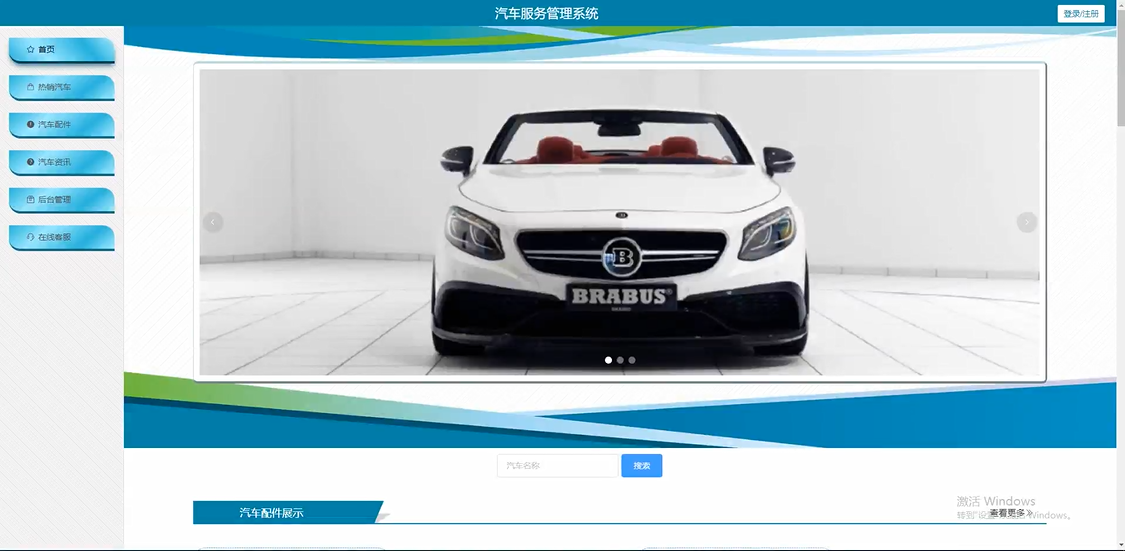 汽车服务管理系统
登录/注册
首页
热销汽车
汽车配件
汽车资讯
后台管理
在线客服
B
BRABUS
BRABUS
汽车名称
搜索
汽车配件展示
激活 Windows
查看更多
Windows。